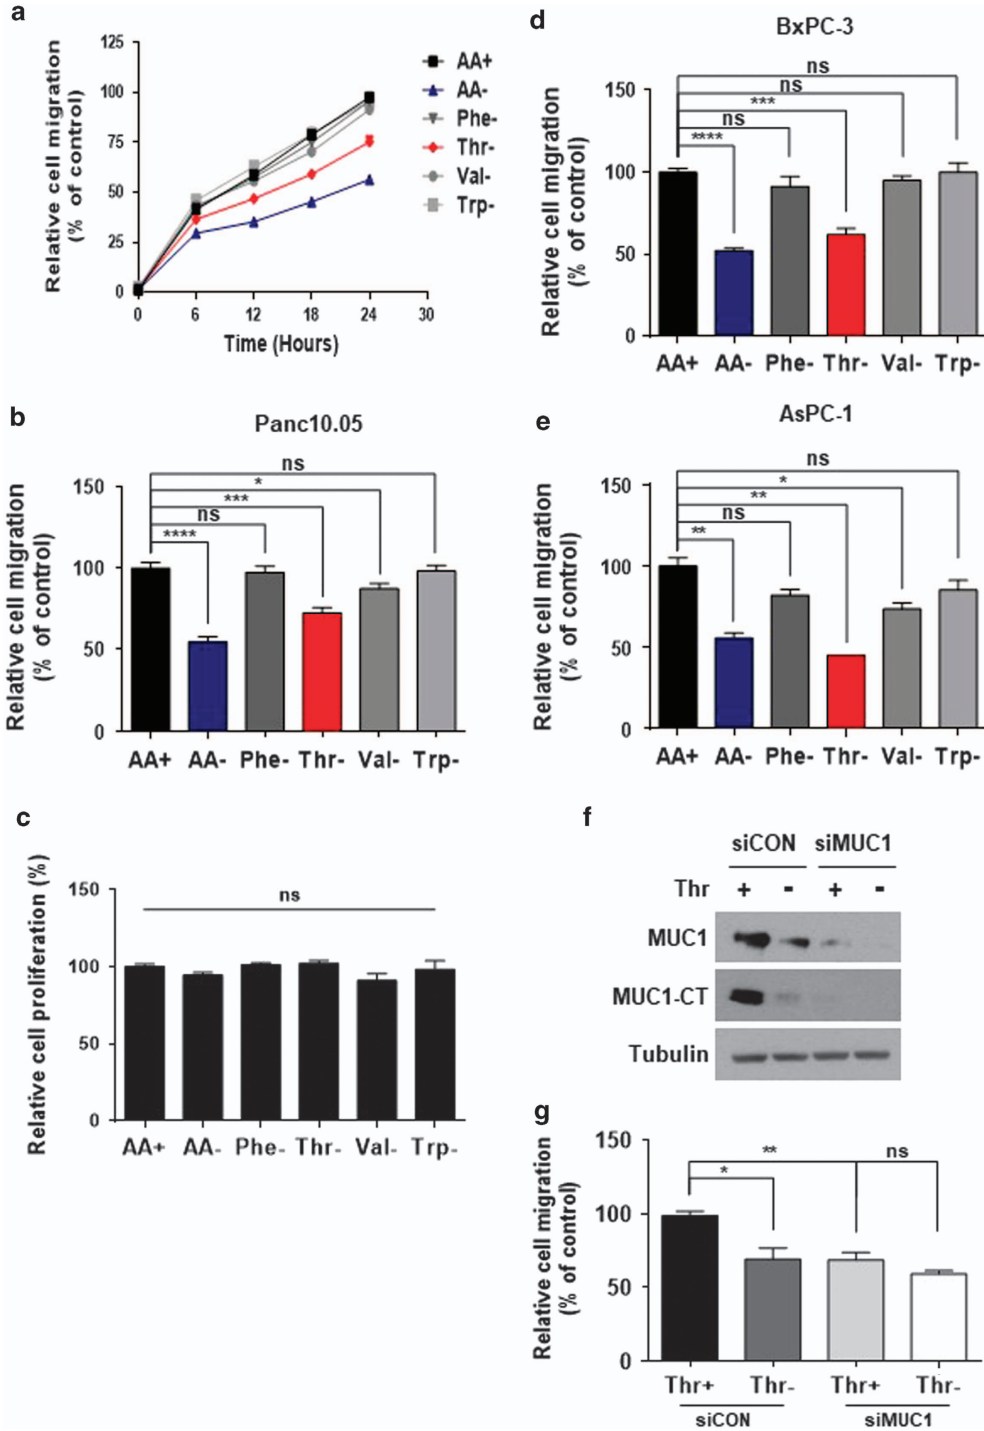 a
Relative cell migration
(% of control)
125
100
75
50
25
0
0 6 12 18 24 30
Time (Hours)
AA+
AA-
Phe-
Thr-
Val-
Trp-
b
Panc10.05
Relative cell migration
(% of control)
150
100
50
0
ns
*
***
ns
****
AA+ AA- Phe- Thr- Val- Trp-
c
Relative cell proliferation (%)
150
100
50
0
ns
AA+ AA- Phe- Thr- Val- Trp-
d
BxPC-3
Relative cell migration
(% of control)
150
100
50
0
ns
ns
***
ns
****
AA+ AA- Phe- Thr- Val- Trp-
e
AsPC-1
Relative cell migration
(% of control)
150
100
50
0
ns
*
**
ns
**
AA+ AA- Phe- Thr- Val- Trp-
f
siCON siMUC1
Thr + - + -
MUC1
MUC1-CT
Tubulin
g
Relative cell migration
(% of control)
150
100
50
0
** ns
*
Thr+ Thr- Thr+ Thr-
siCON siMUC1